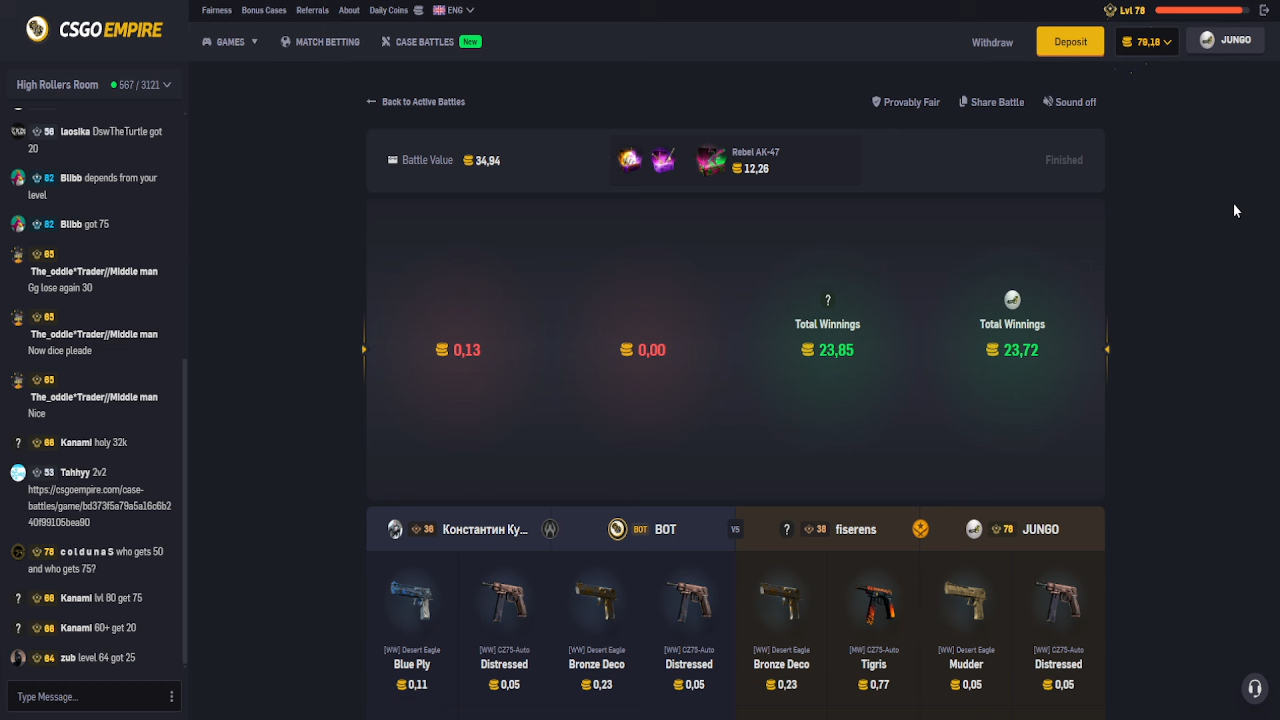 Fairness Bonus Cases Referrals About Daily Coins ENG
Lvl 78
CSGOEMPIRE
GAMES MATCH BETTING CASE BATTLES New
Withdraw Deposit 79,18 JUNGO
High Rollers Room 567 / 3121
56 laosika DswTheTurtle got
20
82 Blibb depends from your
level
82 Blibb got 75
65
The_oddie*Trader//Middle man
Gg lose again 30
65
The_oddie*Trader//Middle man
Now dice pleade
65
The_oddie*Trader//Middle man
Nice
? 66 Kanami holy 32k
53 Tahhyy 2v2
https://csgoempire.com/case-
battles/game/bd373f5a79a5a16c6b2
40f99105bea90
78 c o l d u n a S who gets 50
and who gets 75?
? 66 Kanami lvl 80 get 75
? 66 Kanami 60+ get 20
64 zub level 64 got 25
Type Message...
Back to Active Battles
Provably Fair Share Battle Sound off
Battle Value 34,94
Rebel AK-47
12,26
Finished
0,13
0,00
?
Total Winnings
23,85
Total Winnings
23,72
36 Константин Ку...
BOT BOT
VS
? 38 fiserens
78 JUNGO
[WW] Desert Eagle
Blue Ply
0,11
[WW] CZ75-Auto
Distressed
0,05
[WW] Desert Eagle
Bronze Deco
0,23
[WW] CZ75-Auto
Distressed
0,05
[WW] Desert Eagle
Bronze Deco
0,23
[MW] CZ75-Auto
Tigris
0,77
[WW] Desert Eagle
Mudder
0,05
[WW] CZ75-Auto
Distressed
0,05